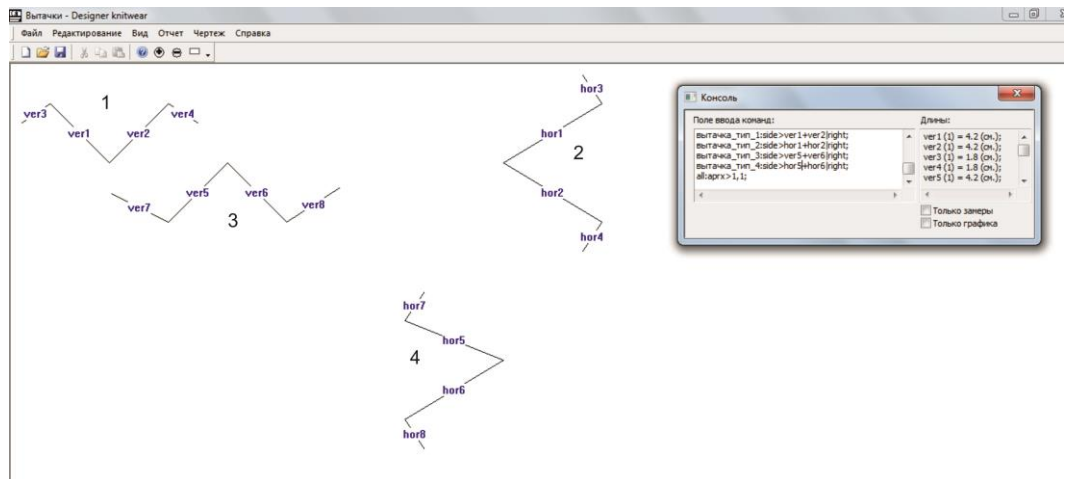 Вытачки - Designer knitwear
Файл Редактирование Вид Отчет Чертеж Справка
ver3
1
ver4
ver1
ver2
hor3
hor1
2
hor2
hor4
ver5
ver6
ver7
3
ver8
hor7
hor5
4
hor6
hor8
Консоль
Поле ввода команд:
вытачка_тип_1:side>ver1+ver2|right;
вытачка_тип_2:side>hor1+hor2|right;
вытачка_тип_3:side>ver5+ver6|right;
вытачка_тип_4:side>hor5+hor6|right;
all:aprx>1,1;
Длины:
ver1 (1) = 4.2 (см.);
ver2 (1) = 4.2 (см.);
ver3 (1) = 1.8 (см.);
ver4 (1) = 1.8 (см.);
ver5 (1) = 4.2 (см.);
Только замеры
Только графика